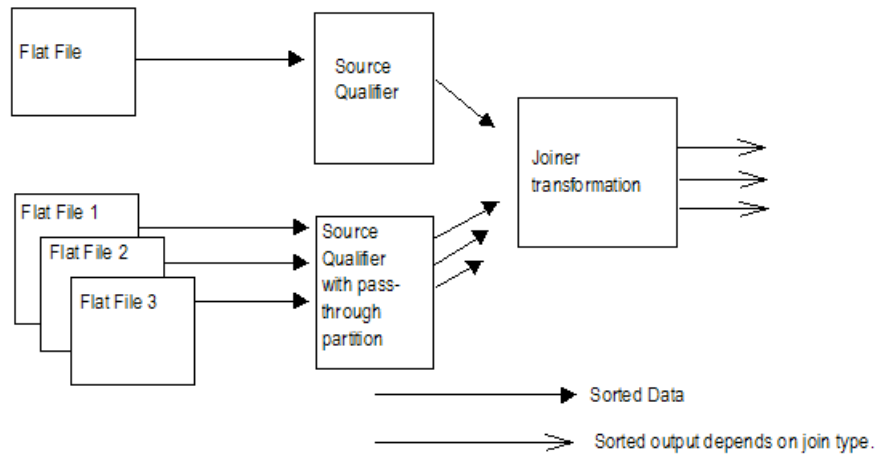 Flat File
Source
Qualifier
Joiner
transformation
Flat File 1
Flat File 2
Flat File 3
Source
Qualifier
with pass-
through
partition
Sorted Data
Sorted output depends on join type.